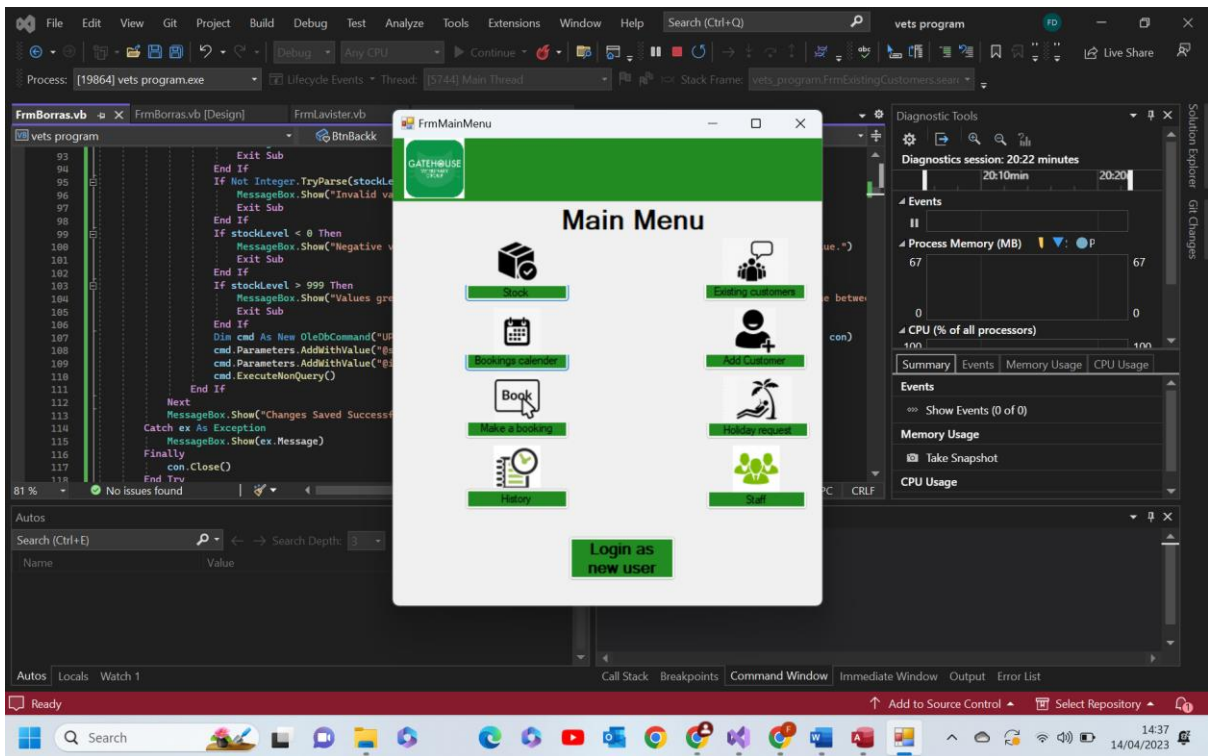 File Edit View Git Project Build Debug Test Analyze Tools Extensions Window Help Search (Ctrl+Q) vets program FD
Debug Any CPU Continue Live Share
Process: [19864] vets program.exe Lifecycle Events Thread: [5744] Main Thread Stack Frame: vets_program.FrmExistingCustomers.sear
FrmBorras.vb FrmBorras.vb [Design] FrmLavister.vb
vets program BtnBackk
93 Exit Sub
94 End If
95 If Not Integer.TryParse(stockLe
96 MessageBox.Show("Invalid va
97 Exit Sub
98 End If
99 If stockLevel < 0 Then
100 MessageBox.Show("Negative v ue.")
101 Exit Sub
102 End If
103 If stockLevel > 999 Then
104 MessageBox.Show("Values gre e betwe
105 Exit Sub
106 End If
107 Dim cmd As New OleDbCommand("UP con)
108 cmd.Parameters.AddWithValue("@s
109 cmd.Parameters.AddWithValue("@i
110 cmd.ExecuteNonQuery()
111 End If
112 Next
113 MessageBox.Show("Changes Saved Successf
114 Catch ex As Exception
115 MessageBox.Show(ex.Message)
116 Finally
117 con.Close()
118 End Try
81 % No issues found PC CRLF
FrmMainMenu
GATEHOUSE
Main Menu
Stock Existing customers
Bookings calender Add Customer
Book
Make a booking Holiday request
History Staff
Login as
new user
Diagnostic Tools
Diagnostics session: 20:22 minutes
20:10min 20:20
Events
Process Memory (MB) P
67 67
0 0
CPU (% of all processors)
100 100
Summary Events Memory Usage CPU Usage
Events
Show Events (0 of 0)
Memory Usage
Take Snapshot
CPU Usage
Solution Explorer
Git Changes
Autos
Search (Ctrl+E) Search Depth: 3
Name Value
Autos Locals Watch 1
Call Stack Breakpoints Command Window Immediate Window Output Error List
Ready Add to Source Control Select Repository
Search
14:37
14/04/2023